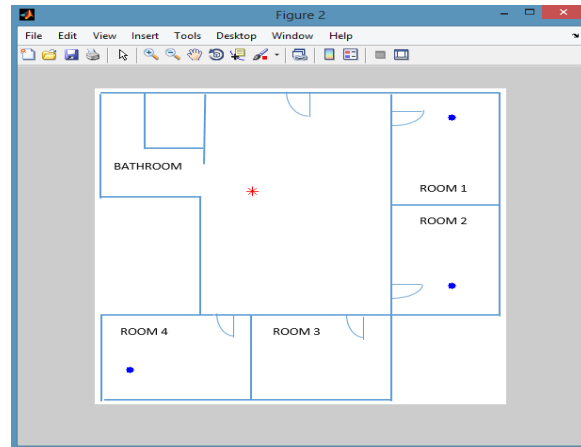 Figure 2
File Edit View Insert Tools Desktop Window Help
BATHROOM
ROOM 1
ROOM 2
ROOM 4
ROOM 3